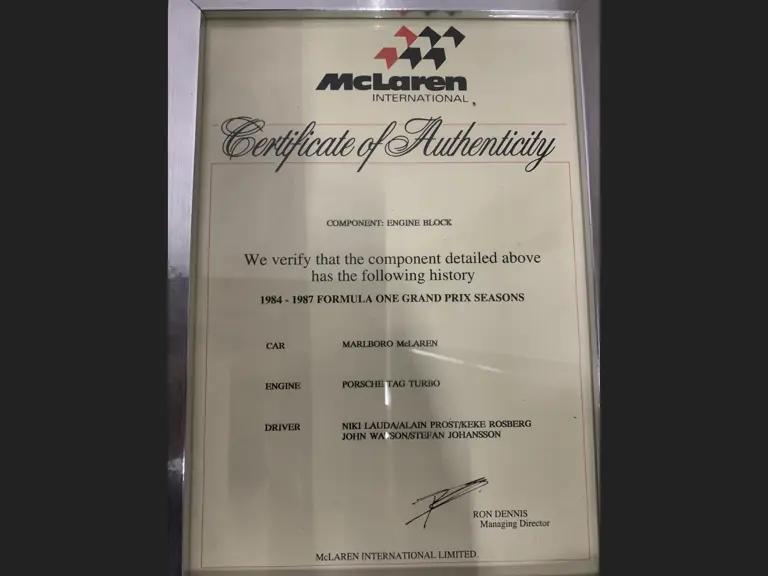 McLaren
INTERNATIONAL
Certificate of Authenticity
COMPONENT: ENGINE BLOCK
We verify that the component detailed above
has the following history
1984 - 1987 FORMULA ONE GRAND PRIX SEASONS
CAR MARLBORO McLAREN
ENGINE PORSCHE TAG TURBO
DRIVER NIKI LAUDA/ALAIN PROST/KEKE ROSBERG
JOHN WATSON/STEFAN JOHANSSON
RON DENNIS
Managing Director
McLAREN INTERNATIONAL LIMITED.